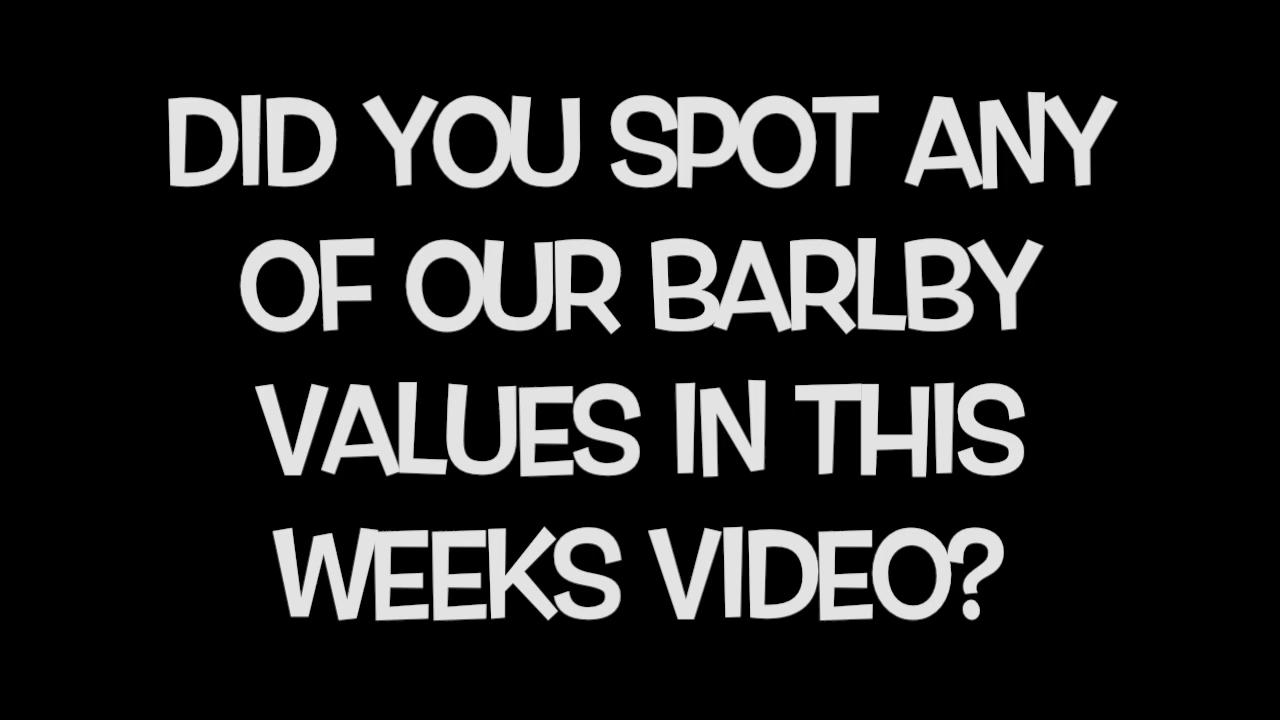 DID YOU SPOT ANY
OF OUR BARLBY
VALUES IN THIS
WEEKS VIDEO?